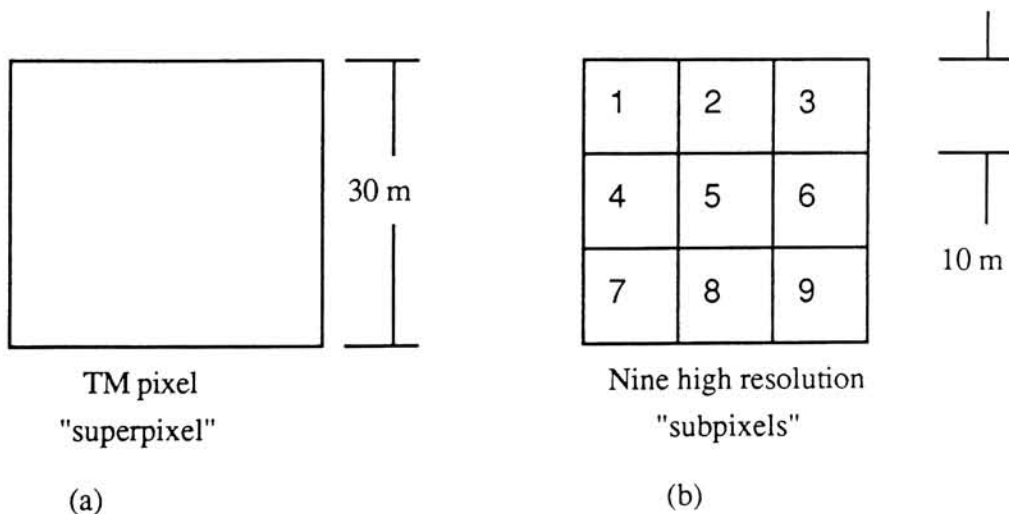 30 m
TM pixel
"superpixel"
(a)
1 2 3
4 5 6
7 8 9
10 m
Nine high resolution
"subpixels"
(b)